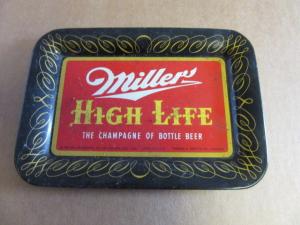 Miller
HIGH LIFE
THE CHAMPAGNE OF BOTTLE BEER